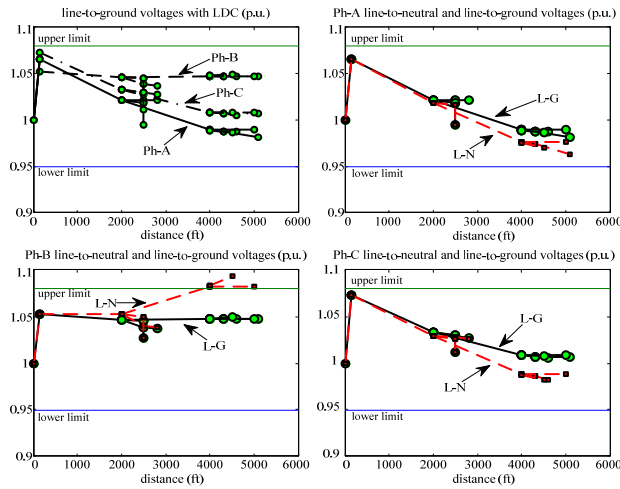 line-to-ground voltages with LDC (p.u.)
1.1
upper limit
1.05
1
0.95
lower limit
0.9
Ph-B
Ph-C
Ph-A
0 1000 2000 3000 4000 5000 6000
distance (ft)
Ph-A line-to-neutral and line-to-ground voltages (p.u.)
1.1
upper limit
1.05
1
0.95
lower limit
0.9
L-G
L-N
0 1000 2000 3000 4000 5000 6000
distance (ft)
Ph-B line-to-neutral and line-to-ground voltages (p.u.)
1.1
upper limit
1.05
1
0.95
lower limit
0.9
L-N
L-G
0 1000 2000 3000 4000 5000 6000
distance (ft)
Ph-C line-to-neutral and line-to-ground voltages (p.u.)
1.1
upper limit
1.05
1
0.95
lower limit
0.9
L-G
L-N
0 1000 2000 3000 4000 5000 6000
distance (ft)